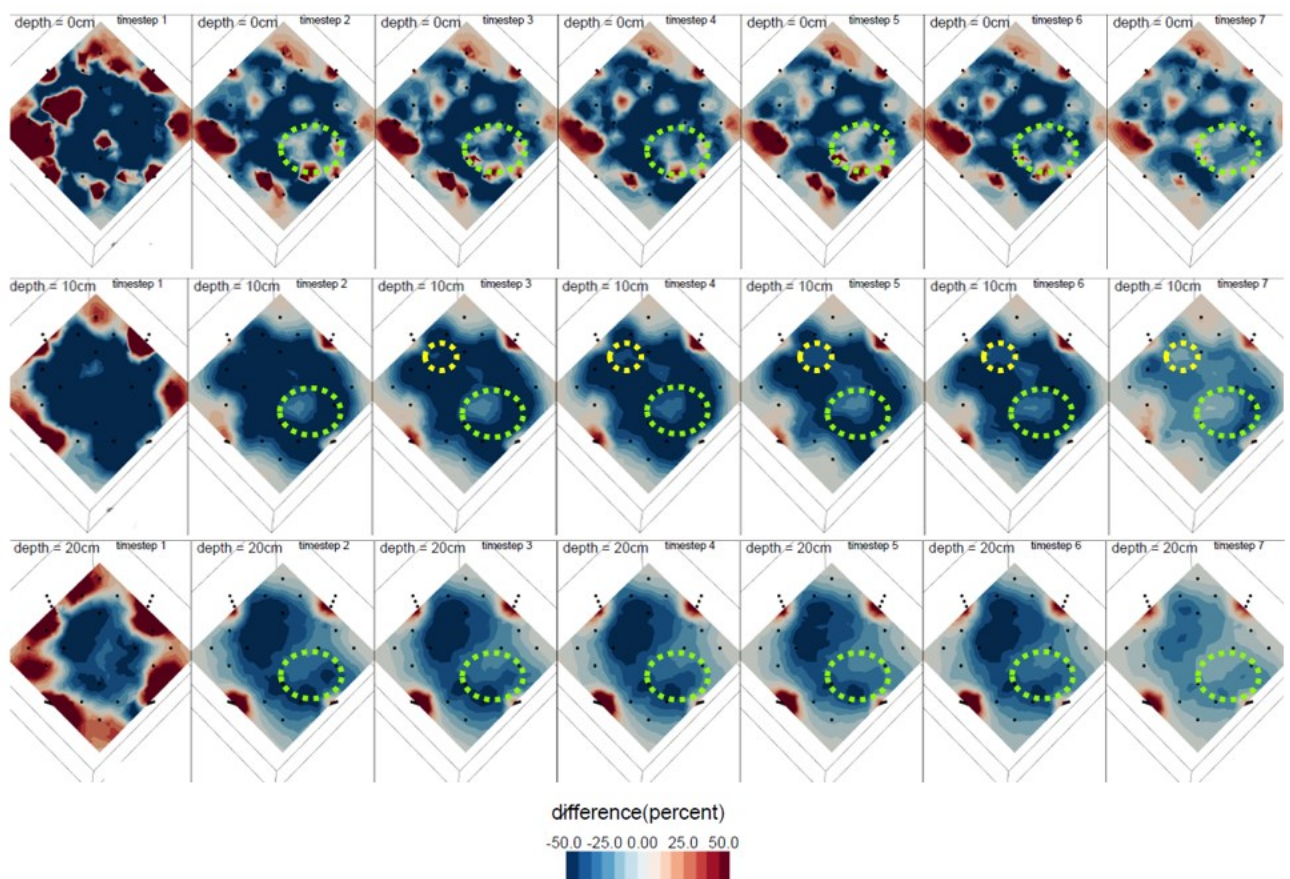 depth = 0cm timestep 1
depth = 0cm timestep 2
depth = 0cm timestep 3
depth = 0cm timestep 4
depth = 0cm timestep 5
depth = 0cm timestep 6
depth = 0cm timestep 7
depth = 10cm timestep 1
depth = 10cm timestep 2
depth = 10cm timestep 3
depth = 10cm timestep 4
depth = 10cm timestep 5
depth = 10cm timestep 6
depth = 10cm timestep 7
depth = 20cm timestep 1
depth = 20cm timestep 2
depth = 20cm timestep 3
depth = 20cm timestep 4
depth = 20cm timestep 5
depth = 20cm timestep 6
depth = 20cm timestep 7
difference(percent)
-50.0 -25.0 0.00 25.0 50.0